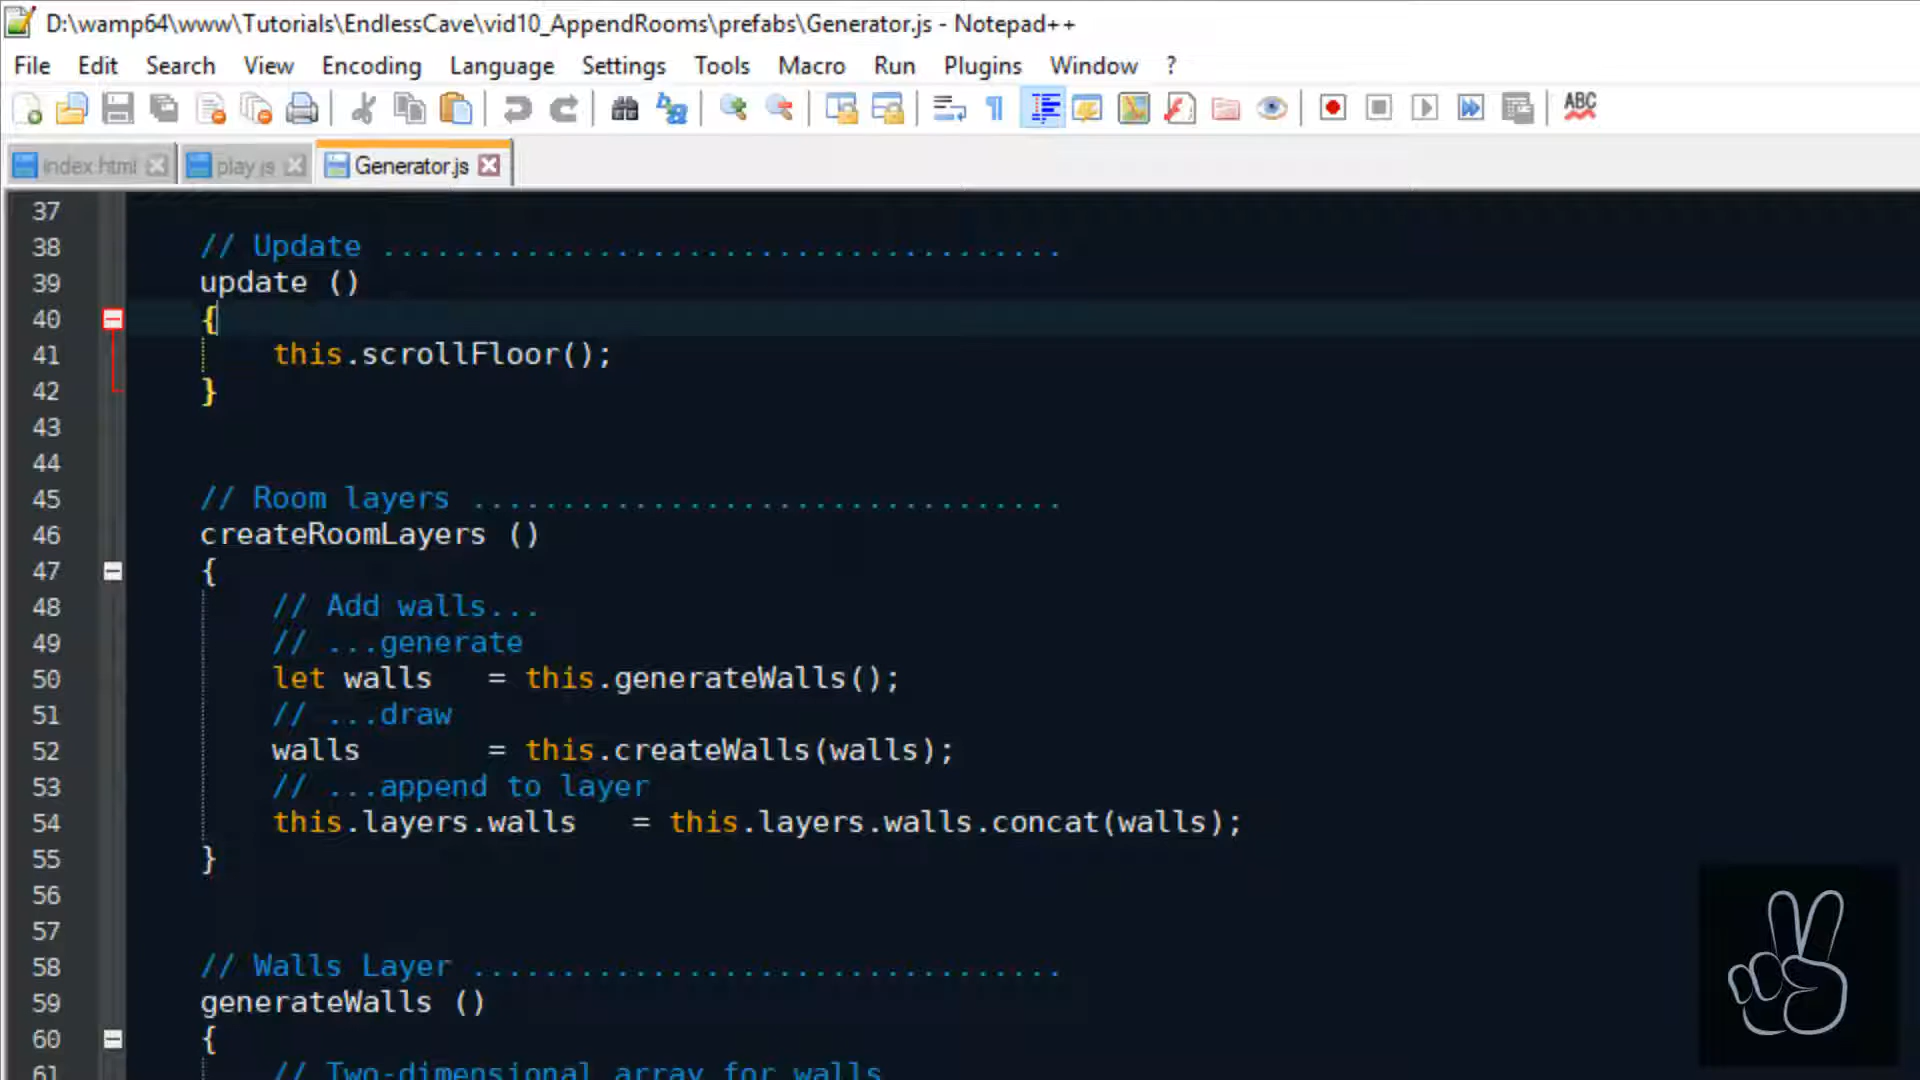 D:\wamp64\www\Tutorials\EndlessCave\vid10_AppendRooms\prefabs\Generator.js - Notepad++
File Edit Search View Encoding Language Settings Tools Macro Run Plugins Window ?
ABC
index.html play.js Generator.js
37
38 // Update ......................................
39 update ()
40 {
41 this.scrollFloor();
42 }
43
44
45 // Room layers .................................
46 createRoomLayers ()
47 {
48 // Add walls...
49 // ...generate
50 let walls = this.generateWalls();
51 // ...draw
52 walls = this.createWalls(walls);
53 // ...append to layer
54 this.layers.walls = this.layers.walls.concat(walls);
55 }
56
57
58 // Walls Layer .................................
59 generateWalls ()
60 {
61 // Two-dimensional array for walls